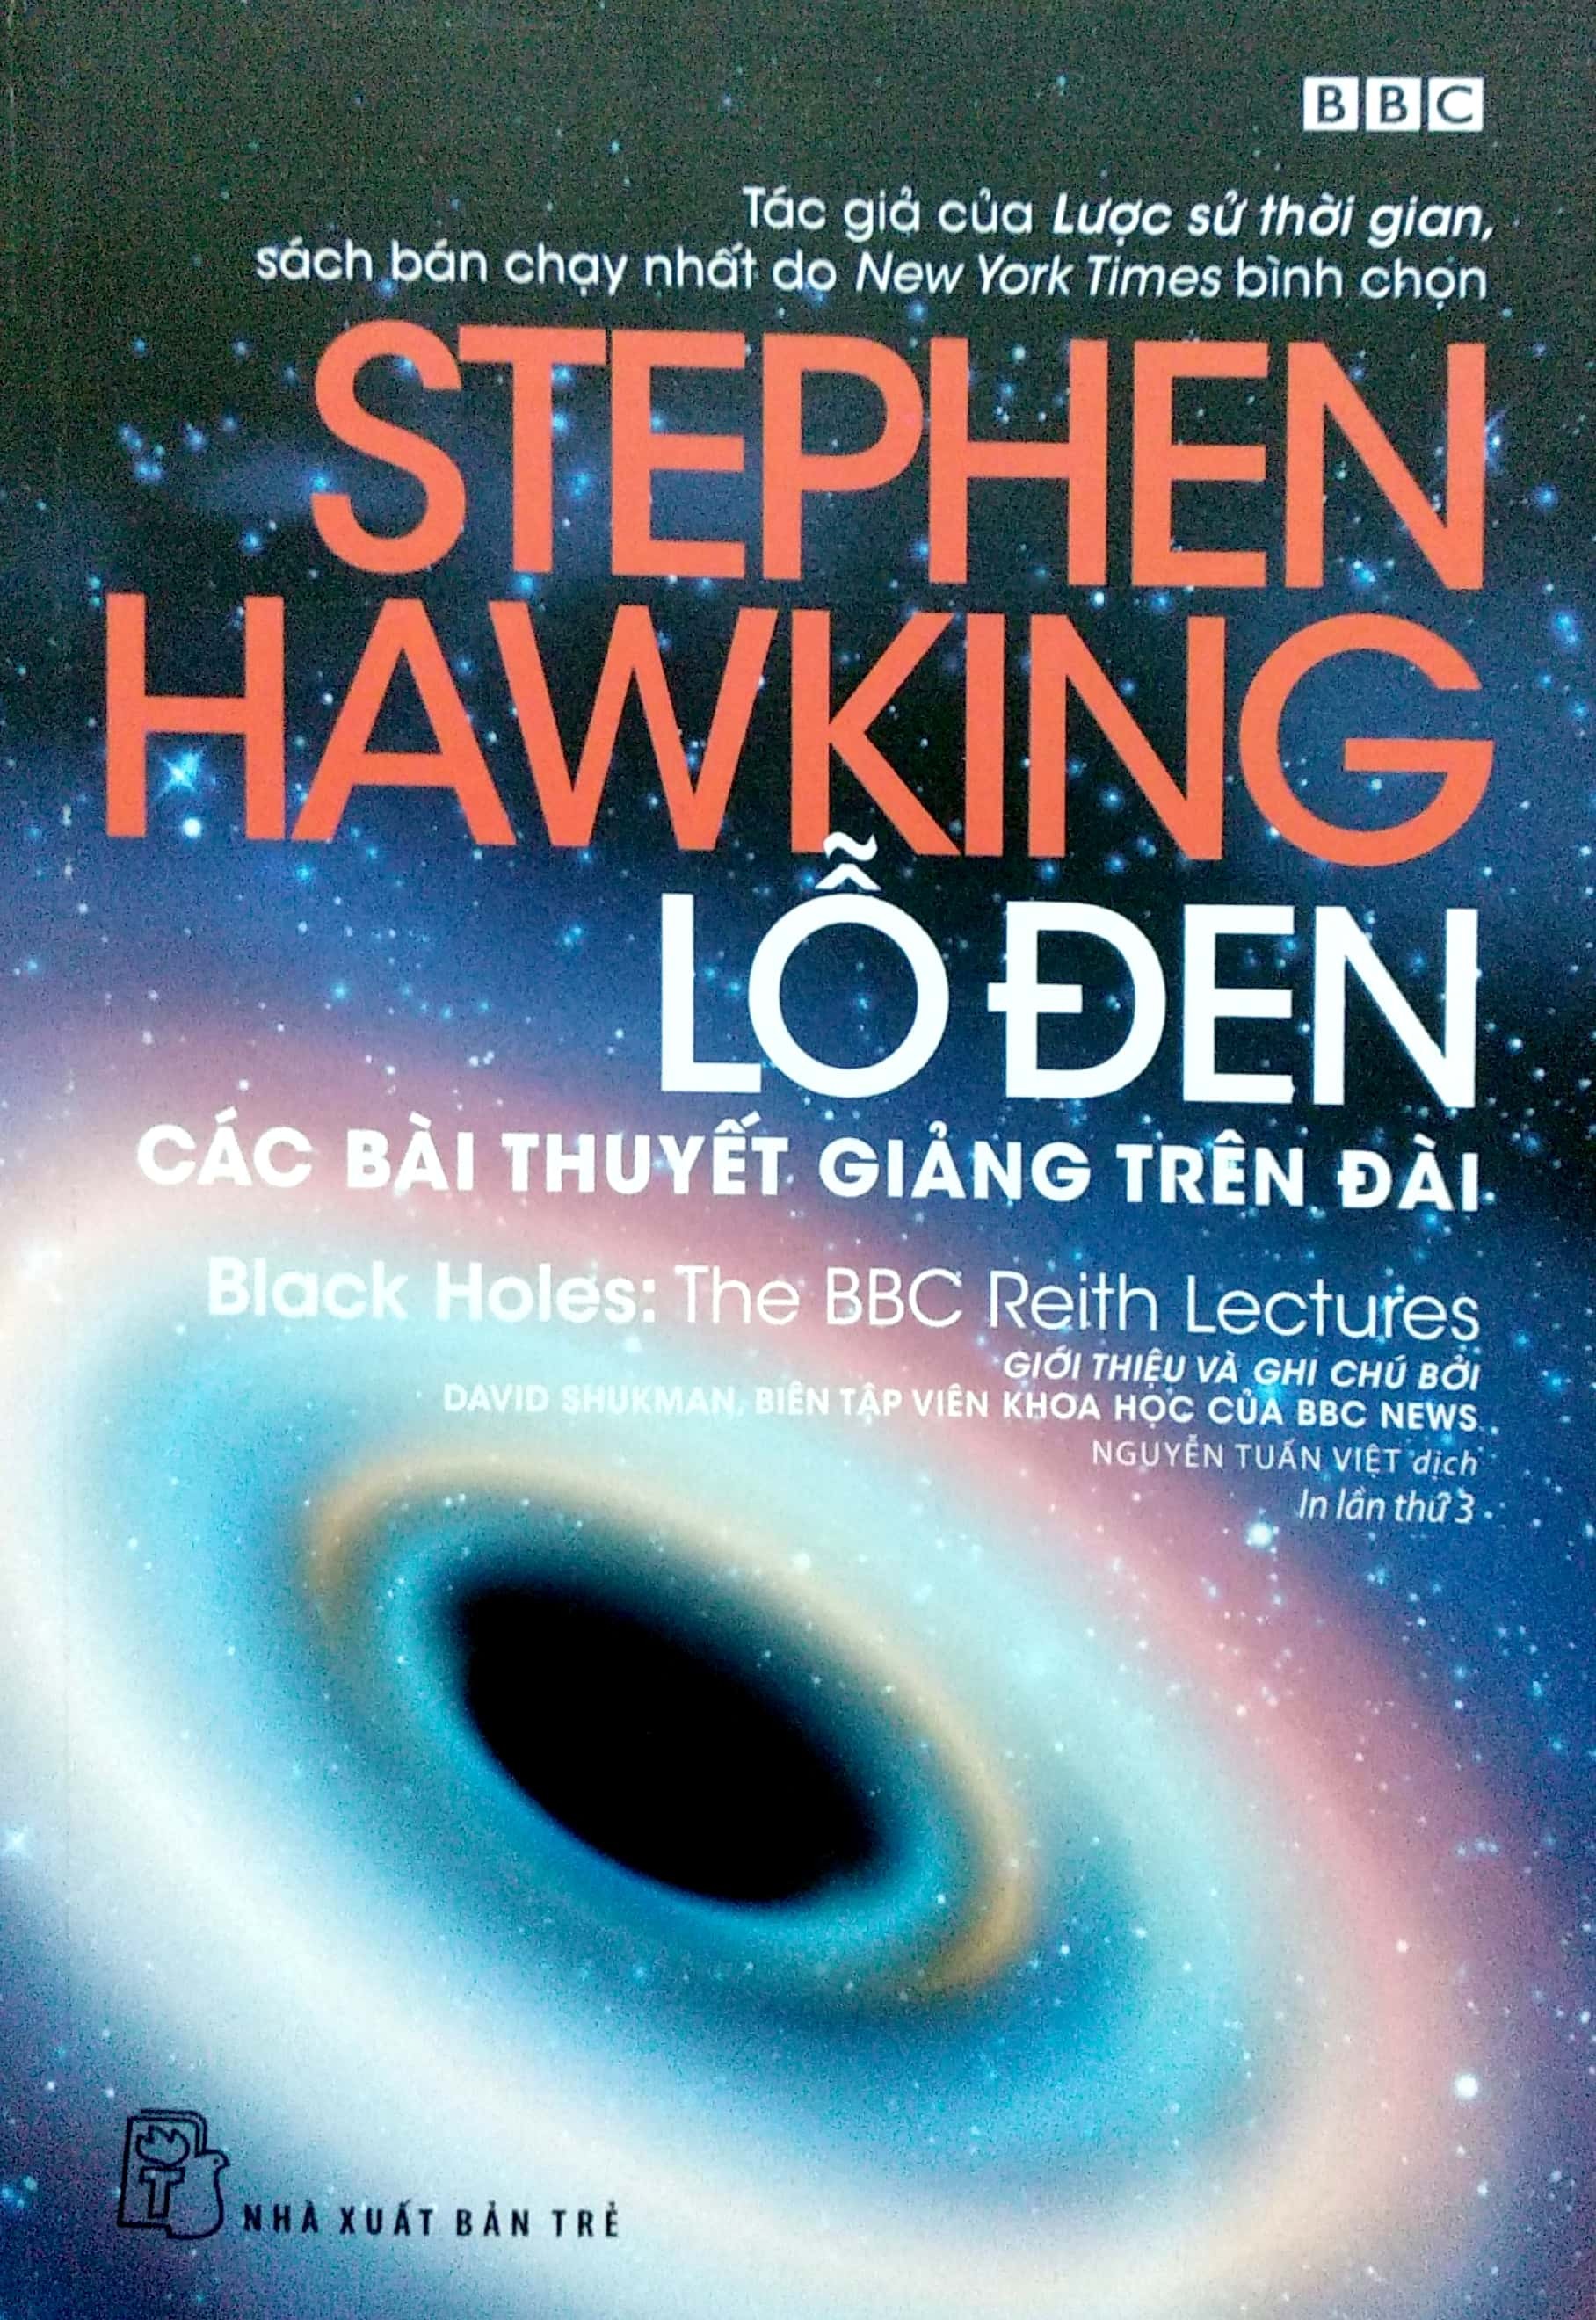 BBC
Tác giả của Lược sử thời gian,
sách bán chạy nhất do New York Times bình chọn
STEPHEN
HAWKING
LỖ ĐEN
CÁC BÀI THUYẾT GIẢNG TRÊN ĐÀI
Black Holes: The BBC Reith Lectures
GIỚI THIỆU VÀ GHI CHÚ BỞI
DAVID SHUKMAN, BIÊN TẬP VIÊN KHOA HỌC CỦA BBC NEWS
NGUYỄN TUẤN VIỆT dịch
In lần thứ 3
T
NHÀ XUẤT BẢN TRẺ